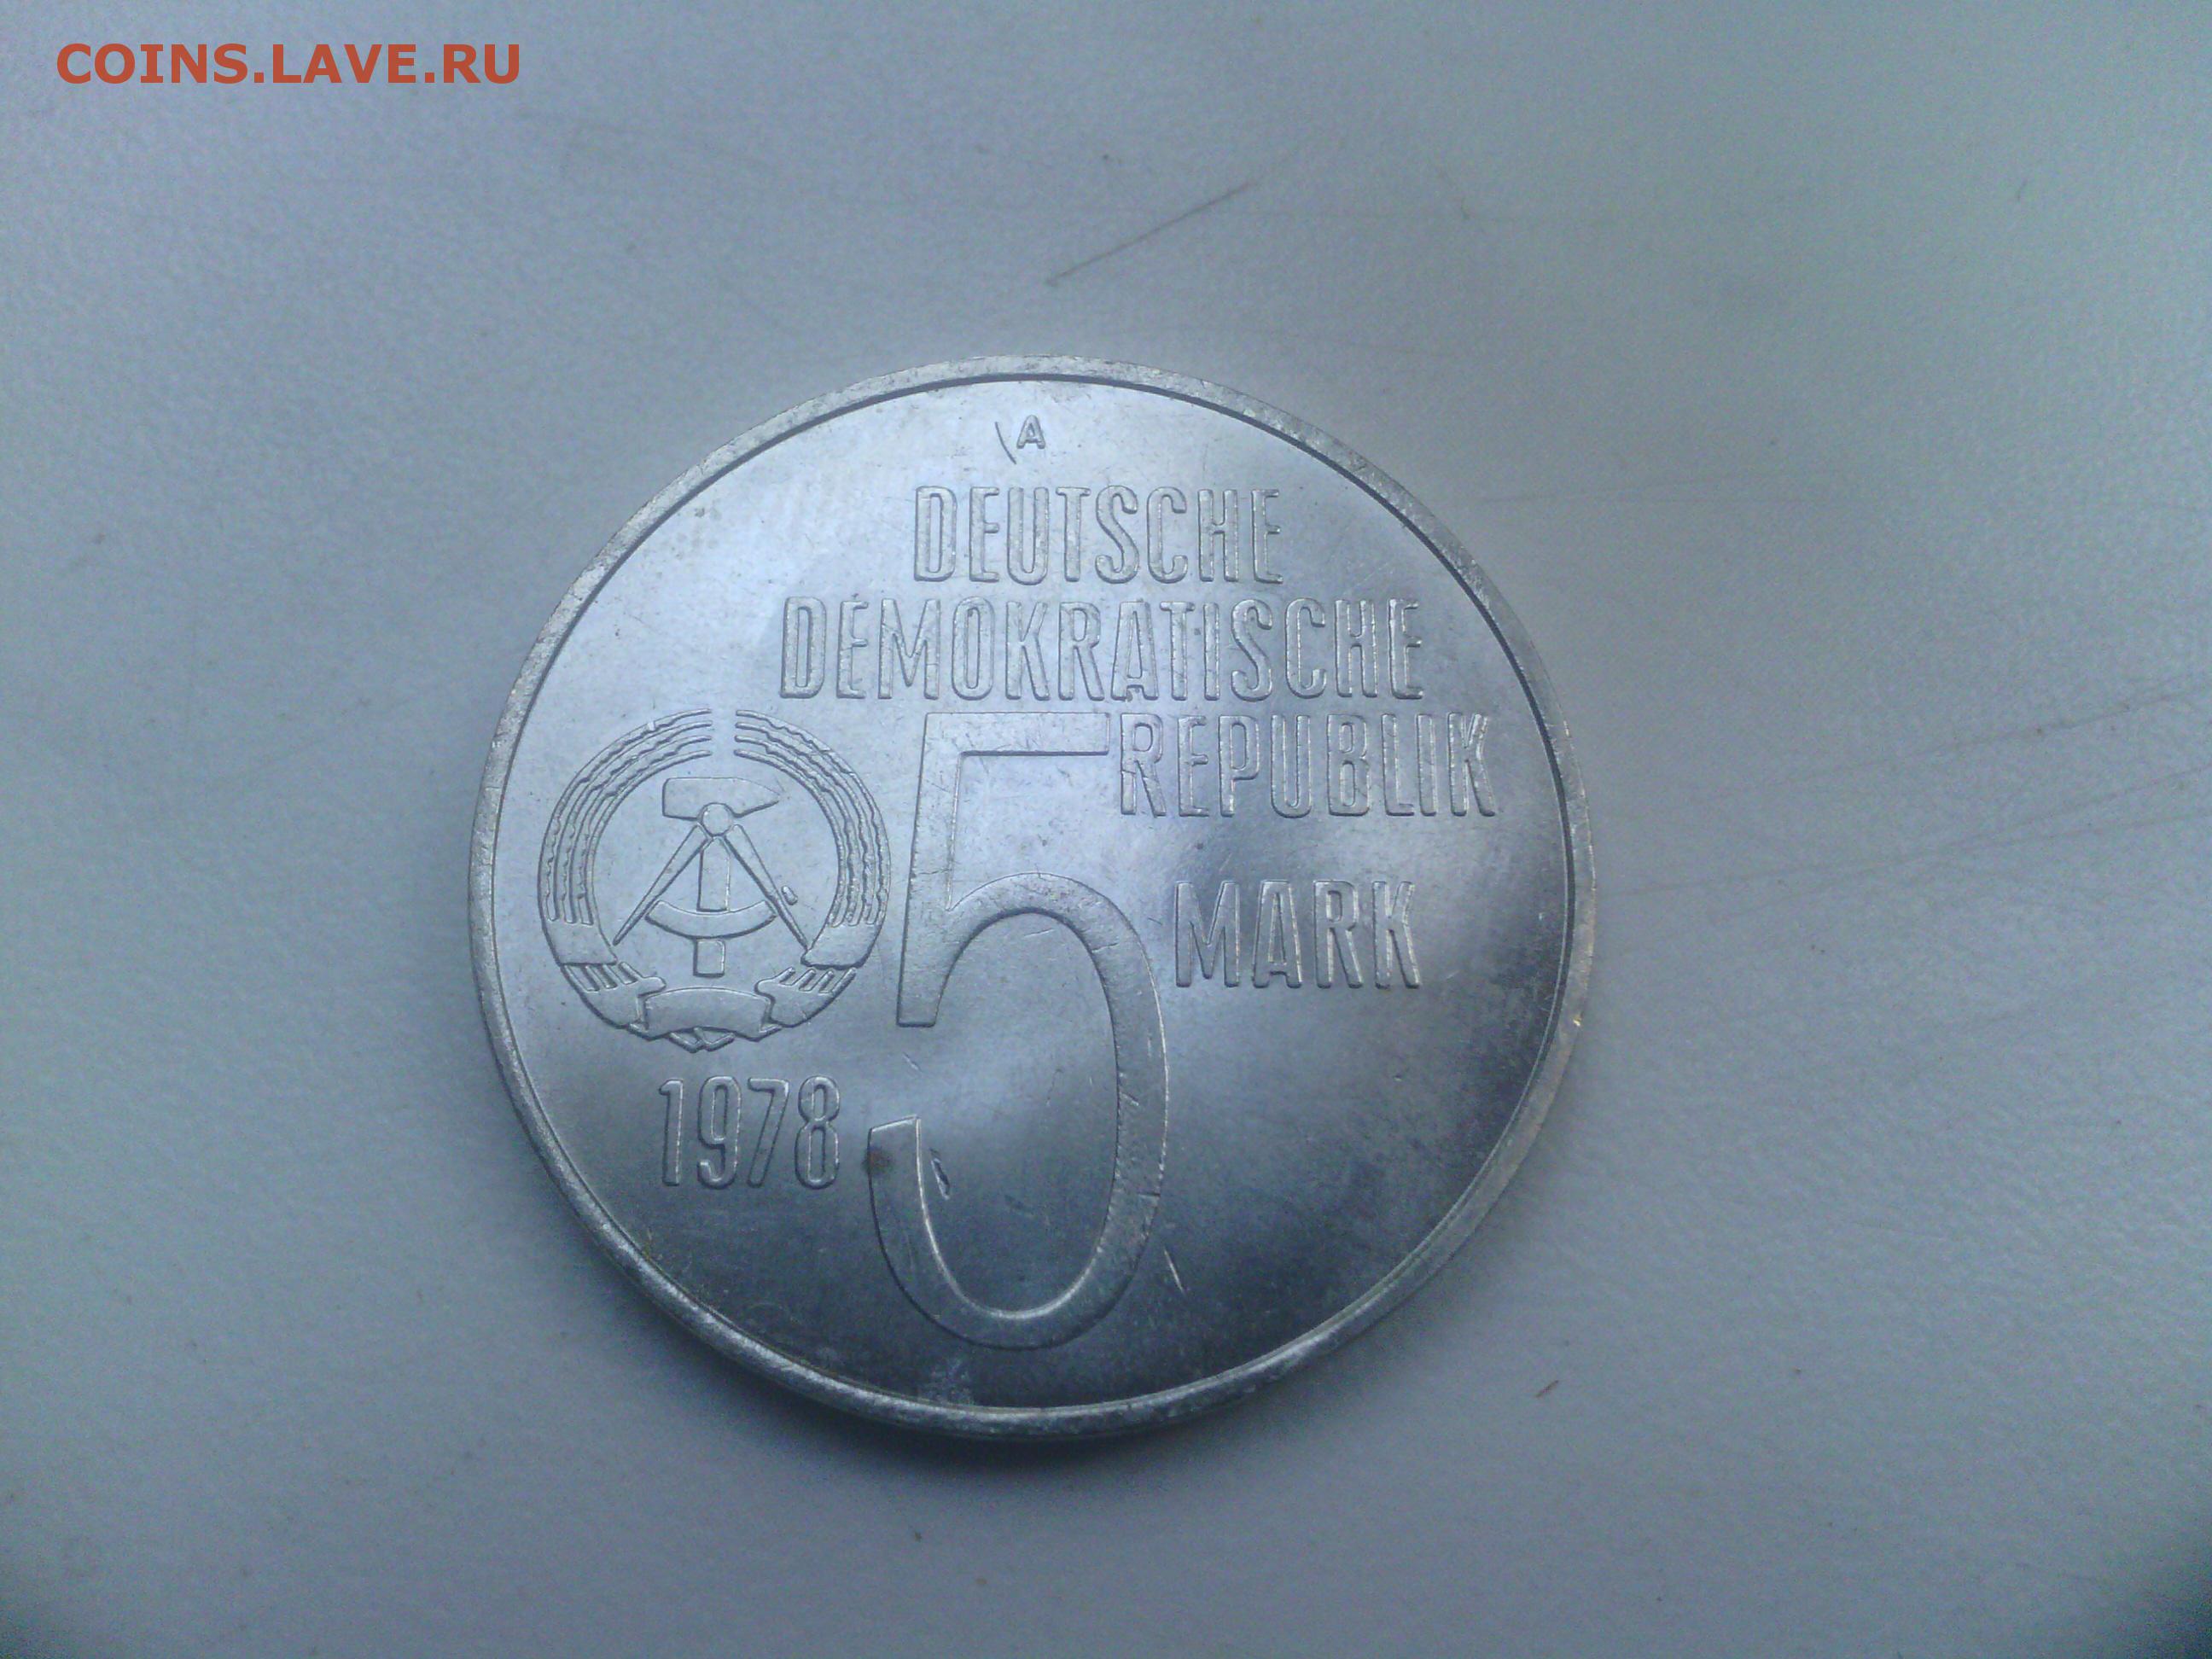 COINS.LAVE.RU
A
DEUTSCHE
DEMOKRATISCHE
REPUBLIK
5 MARK
1978